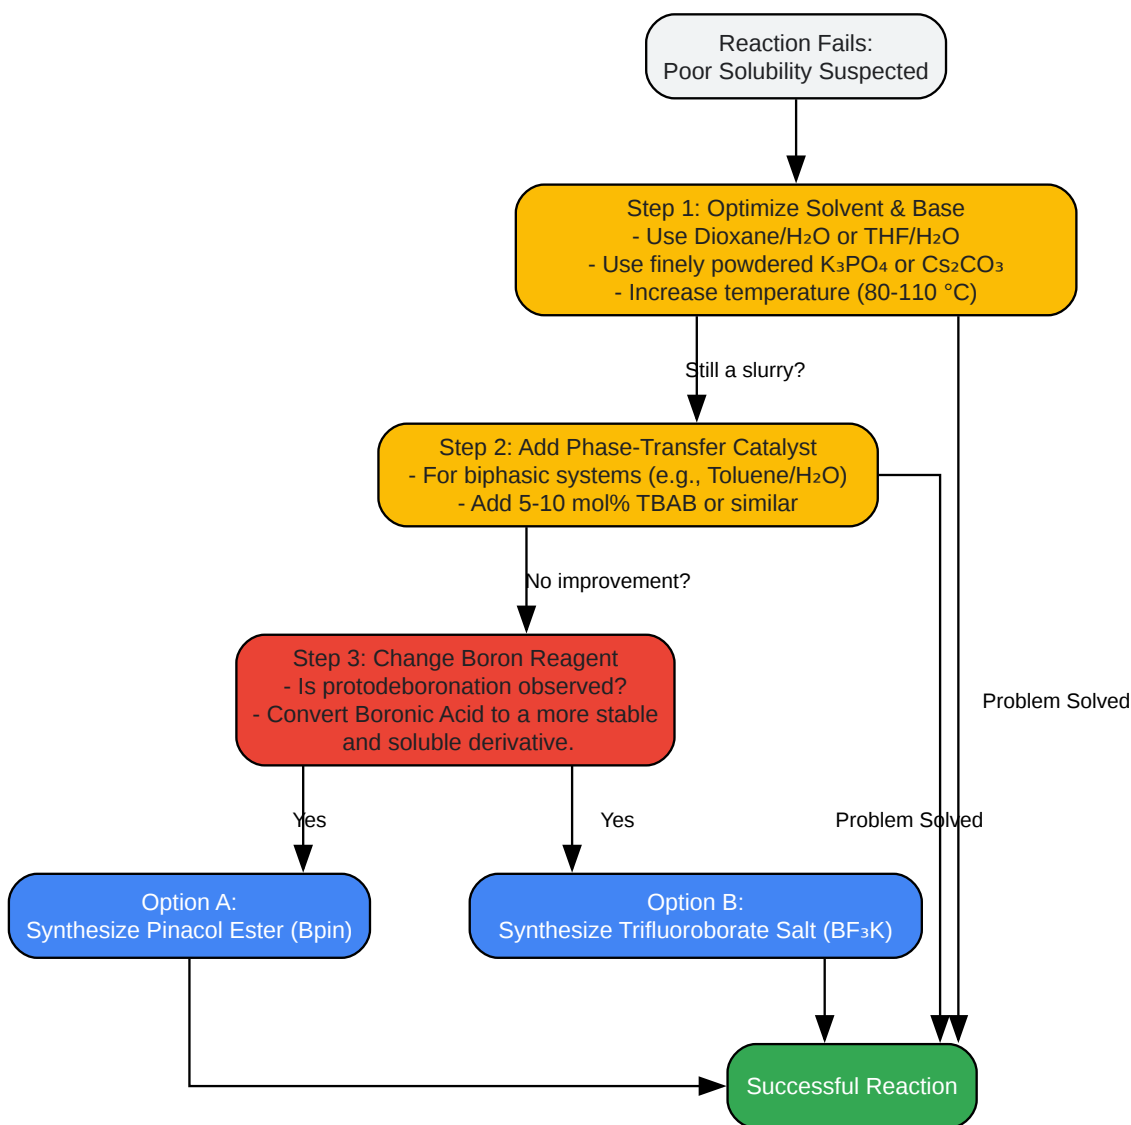 Reaction Fails:
Poor Solubility Suspected
Step 1: Optimize Solvent & Base
- Use Dioxane/H₂O or THF/H₂O
- Use finely powdered K₃PO₄ or Cs₂CO₃
- Increase temperature (80-110 °C)
Still a slurry?
Step 2: Add Phase-Transfer Catalyst
- For biphasic systems (e.g., Toluene/H₂O)
- Add 5-10 mol% TBAB or similar
No improvement?
Step 3: Change Boron Reagent
- Is protodeboronation observed?
- Convert Boronic Acid to a more stable
and soluble derivative.
Problem Solved
Yes
Yes
Problem Solved
Option A:
Synthesize Pinacol Ester (Bpin)
Option B:
Synthesize Trifluoroborate Salt (BF₃K)
Successful Reaction